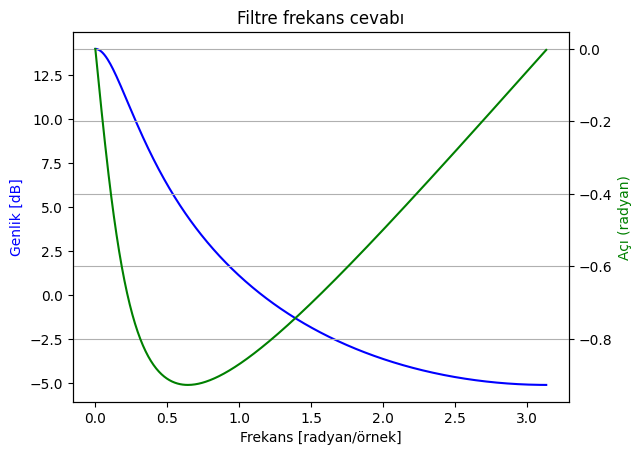 Filtre frekans cevabı
Genlik [dB]
12.5
10.0
7.5
5.0
2.5
0.0
−2.5
−5.0
0.0
−0.2
−0.4
−0.6
−0.8
Açı (radyan)
0.0 0.5 1.0 1.5 2.0 2.5 3.0
Frekans [radyan/örnek]